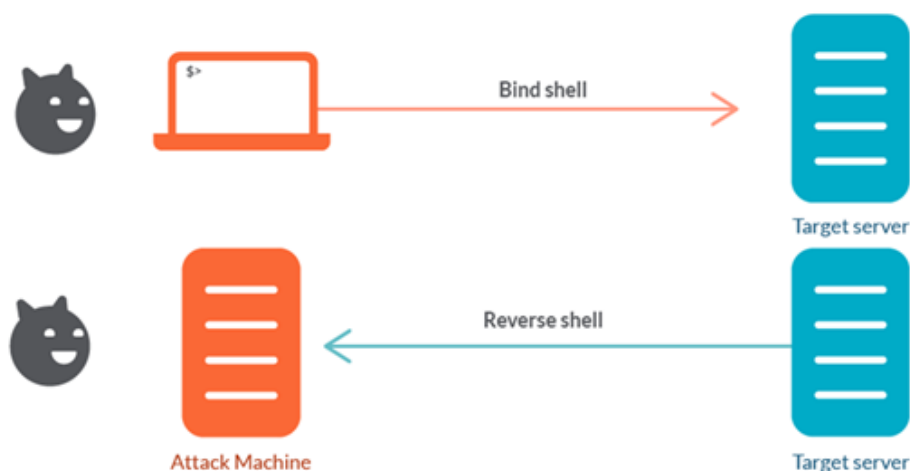 $>
Bind shell
Target server
Reverse shell
Attack Machine
Target server